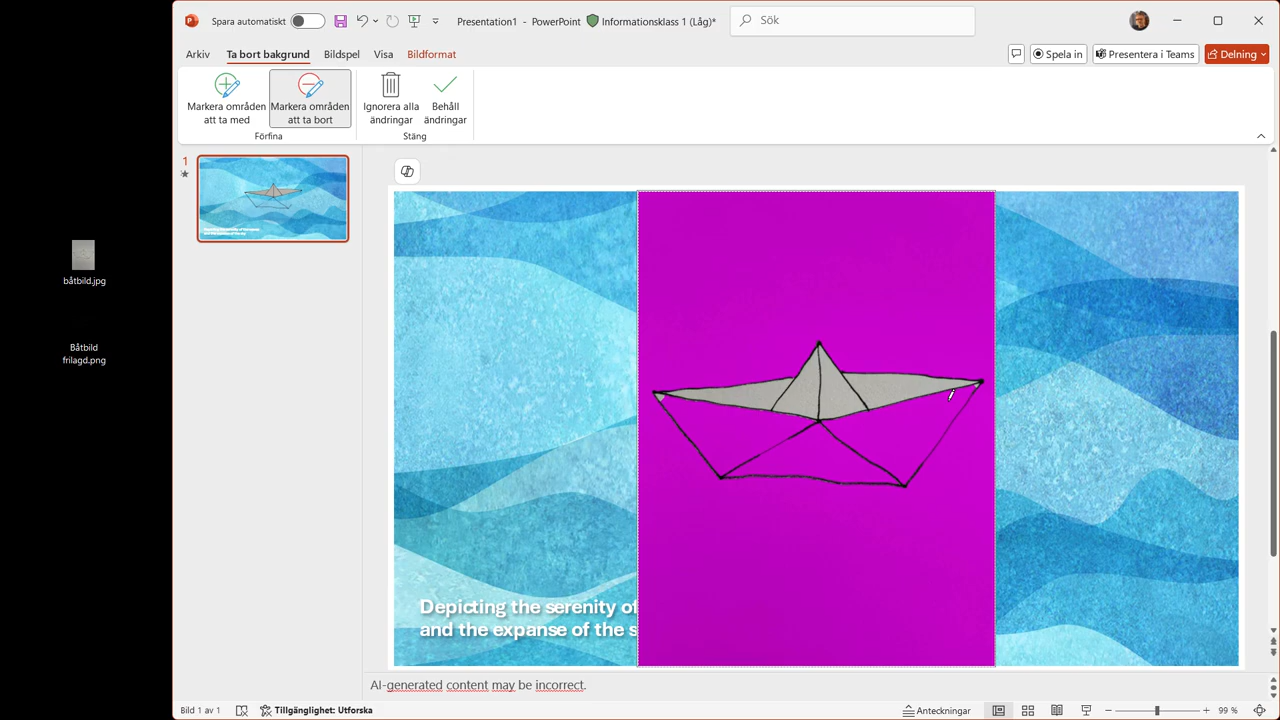 Spara automatiskt
Presentation1 - PowerPoint
Informationsklass 1 (Låg)*
Sök
Arkiv
Ta bort bakgrund
Bildspel
Visa
Bildformat
Spela in
Presentera i Teams
Delning
Markera områden
att ta med
Markera områden
att ta bort
Ignorera alla
ändringar
Behåll
ändringar
Förfina
Stäng
1
båtbild.jpg
Båtbild
frilagd.png
Depicting the serenity of
and the expanse of the s
AI-generated content may be incorrect.
Bild 1 av 1
Tillgänglighet: Utforska
Anteckningar
99 %